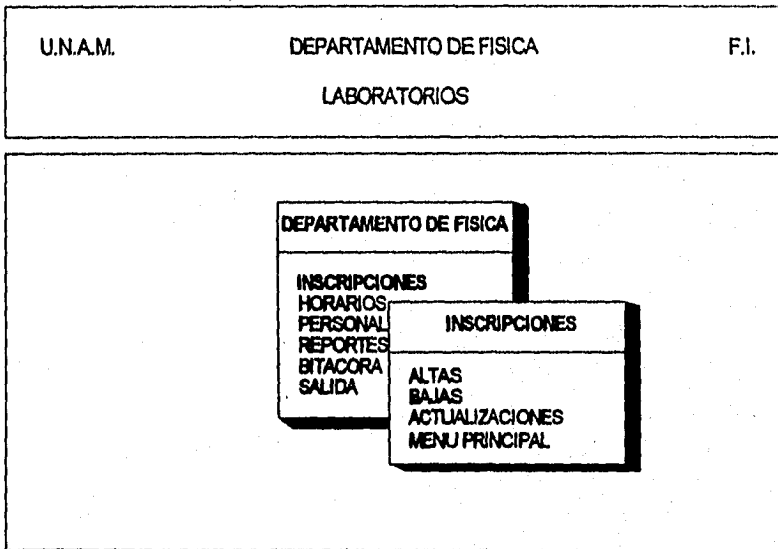 U.N.A.M. DEPARTAMENTO DE FISICA F.I.
LABORATORIOS
DEPARTAMENTO DE FISICA
INSCRIPCIONES
HORARIOS
PERSONAL
REPORTES
BITACORA
SALIDA
INSCRIPCIONES
ALTAS
BAJAS
ACTUALIZACIONES
MENU PRINCIPAL